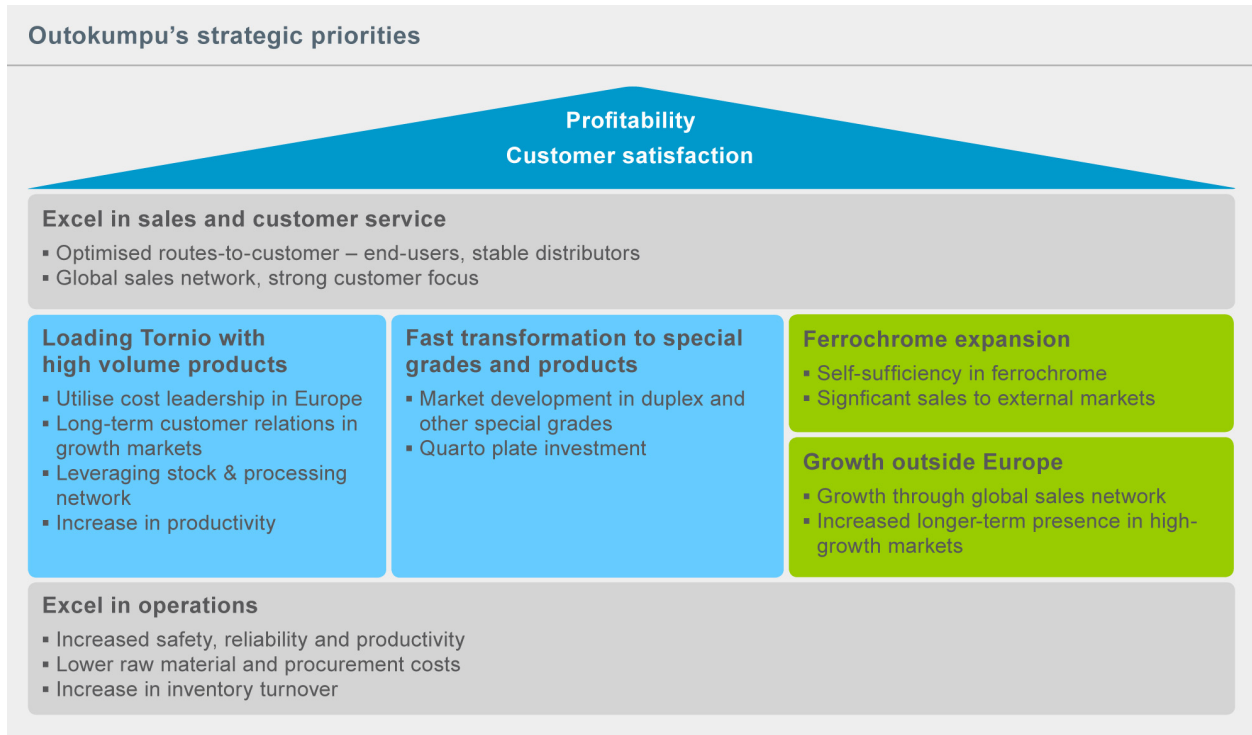 Outokumpu's strategic priorities
Profitability
Customer satisfaction
Excel in sales and customer service
▪ Optimised routes-to-customer – end-users, stable distributors
▪ Global sales network, strong customer focus
Loading Tornio with
high volume products
▪ Utilise cost leadership in Europe
▪ Long-term customer relations in
growth markets
▪ Leveraging stock & processing
network
▪ Increase in productivity
Fast transformation to special
grades and products
▪ Market development in duplex and
other special grades
▪ Quarto plate investment
Ferrochrome expansion
▪ Self-sufficiency in ferrochrome
▪ Signficant sales to external markets
Growth outside Europe
▪ Growth through global sales network
▪ Increased longer-term presence in high-
growth markets
Excel in operations
▪ Increased safety, reliability and productivity
▪ Lower raw material and procurement costs
▪ Increase in inventory turnover